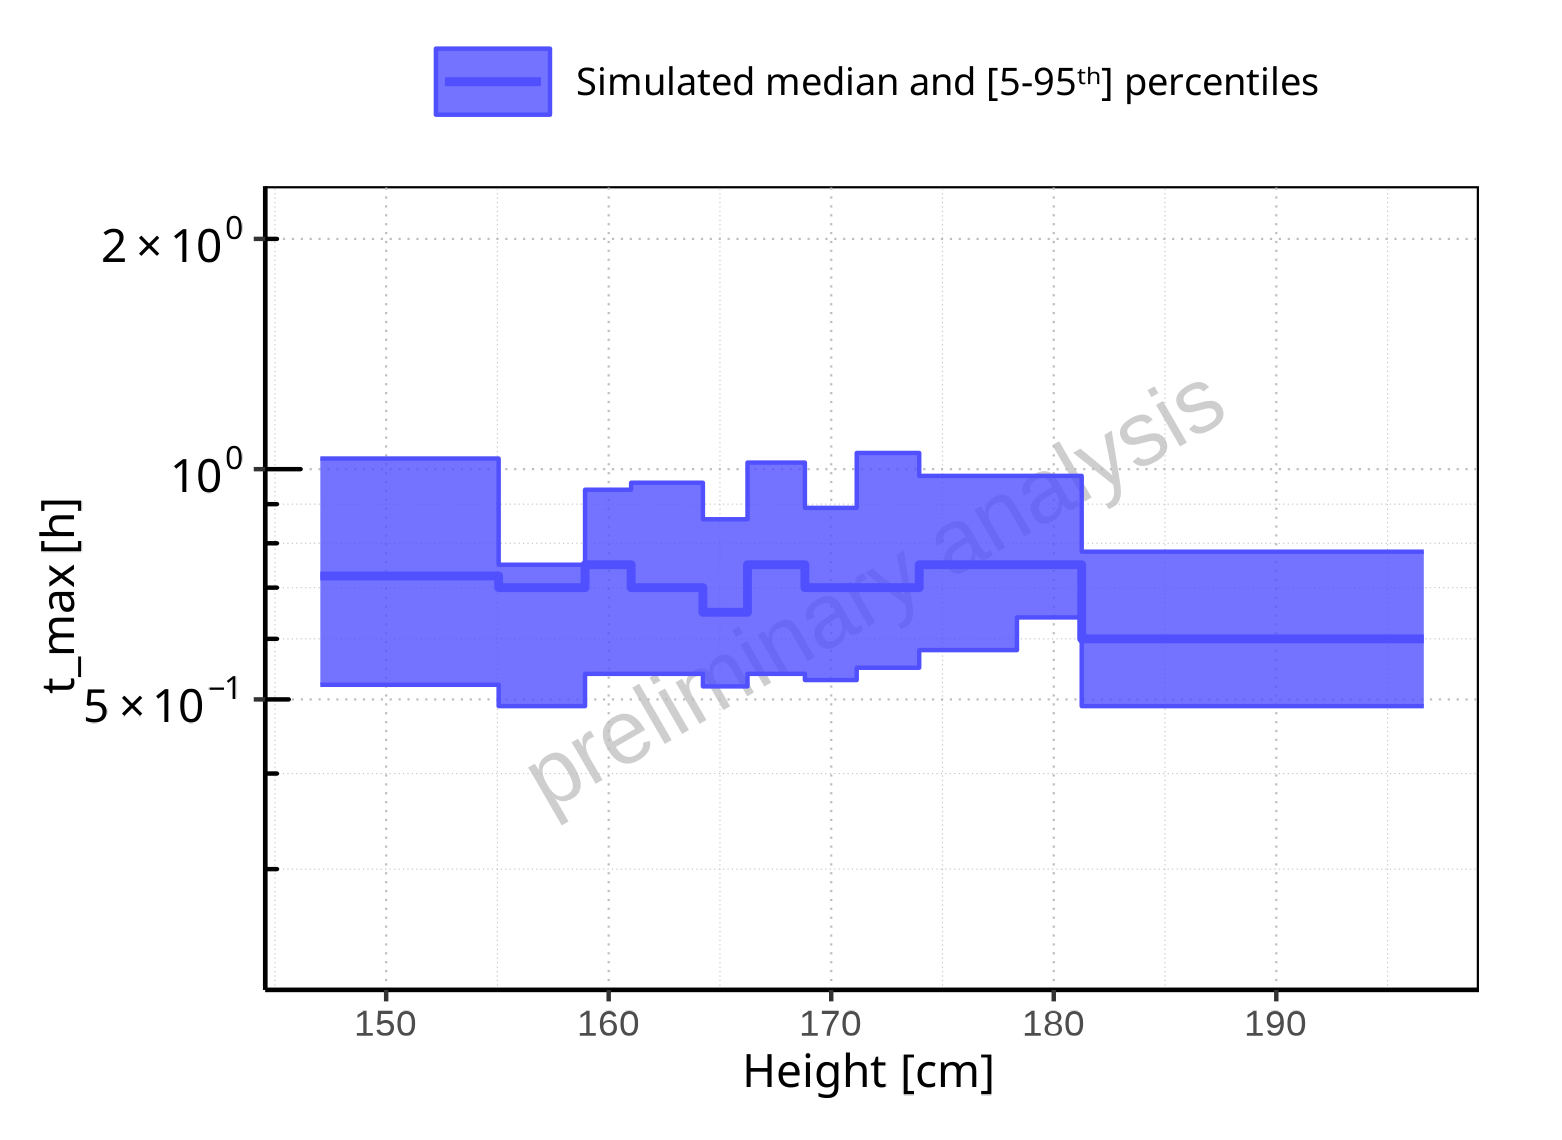 Simulated median and [5-95ᵗʰ] percentiles
2 × 10⁰
10⁰
5 × 10⁻¹
t_max [h]
preliminary analysis
150 160 170 180 190
Height [cm]